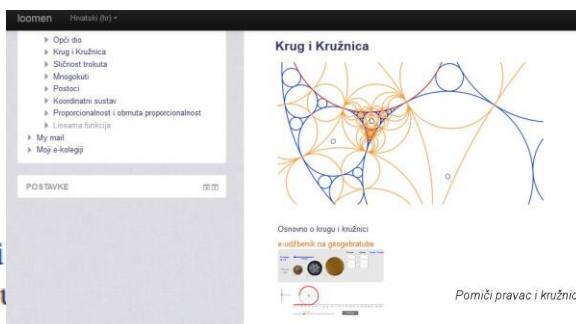 loomen Hrvatski (hr)
Opći dio
Krug i Kružnica
Sličnost trokuta
Mnogokuti
Postoci
Koordinatni sustav
Proporcionalnost i obrnuta proporcionalnost
Linearna funkcija
My mail
Moji e-kolegiji
POSTAVKE
Krug i Kružnica
Osnovno o krugu i kružnici
e-udžbenik na geogebratube
Pomiči pravac i kružnic